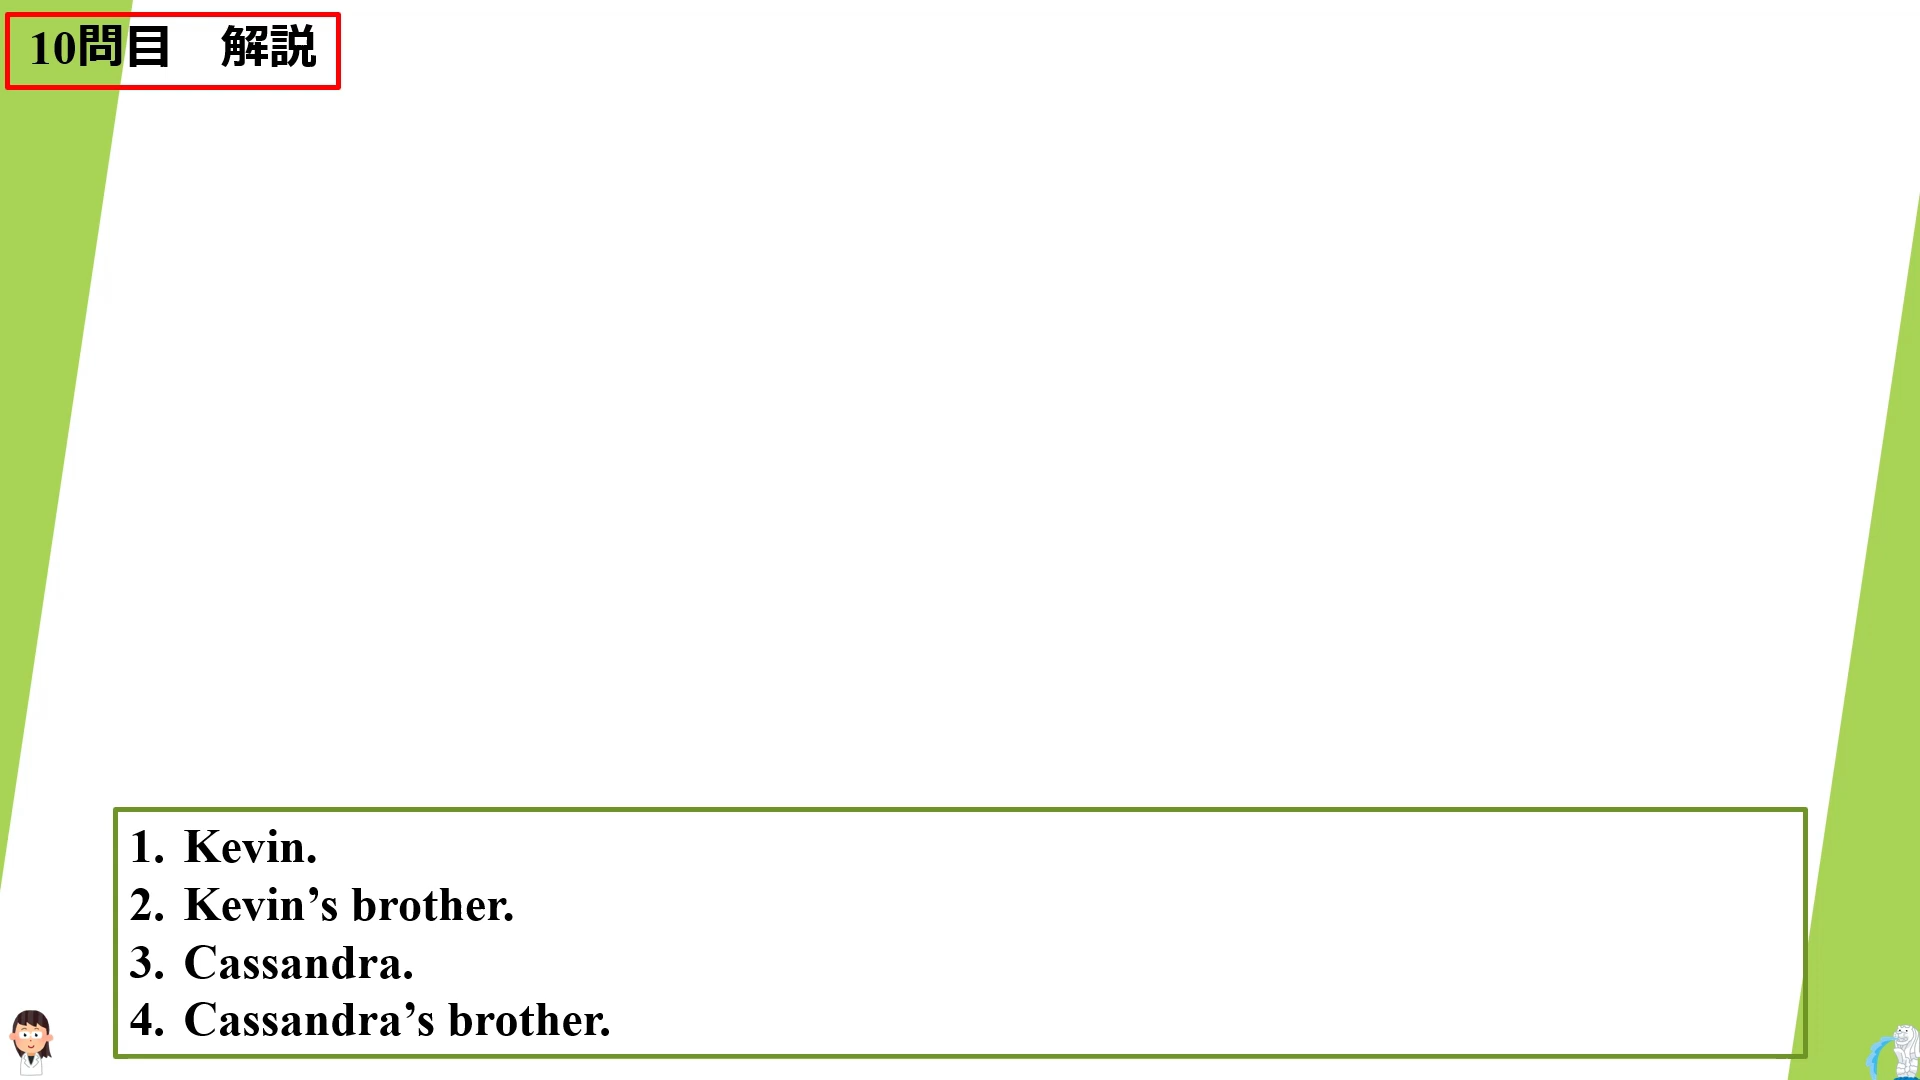 10問目　解説
1. Kevin.
2. Kevin’s brother.
3. Cassandra.
4. Cassandra’s brother.